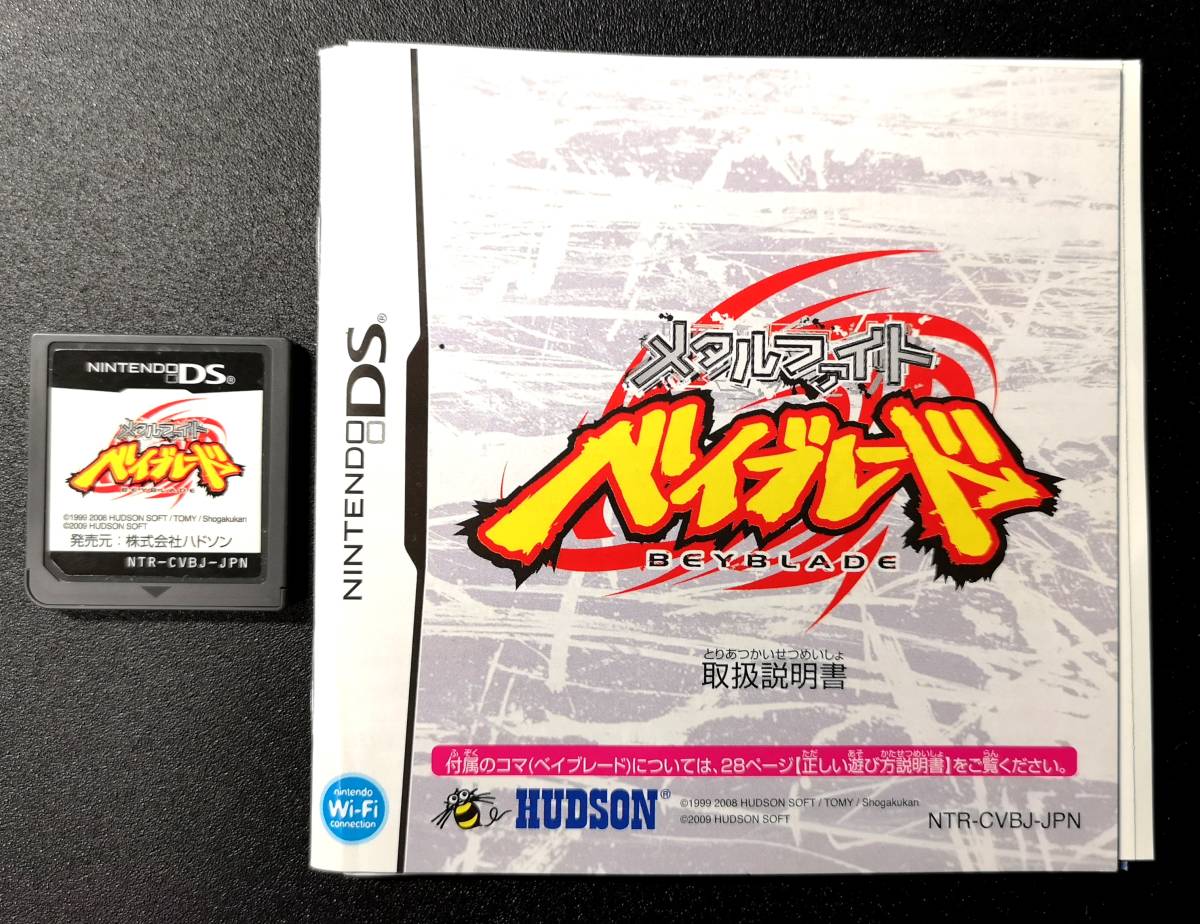 NINTENDO DS®
メタルファイト
ベイブレード
BEYBLADE
©1999 2008 HUDSON SOFT / TOMY / Shogakukan
©2009 HUDSON SOFT
発売元：株式会社ハドソン
NTR-CVBJ-JPN
NINTENDO DS®
nintendo
Wi-Fi
connection
メタルファイト
ベイブレード
BEYBLADE
とりあつかいせつめいしょ
取扱説明書
ふぞく ただ あそ かたせつめいしょ らん
付属のコマ(ベイブレード)については、28ページ【正しい遊び方説明書】をご覧ください。
HUDSON®
©1999 2008 HUDSON SOFT / TOMY / Shogakukan
©2009 HUDSON SOFT
NTR-CVBJ-JPN